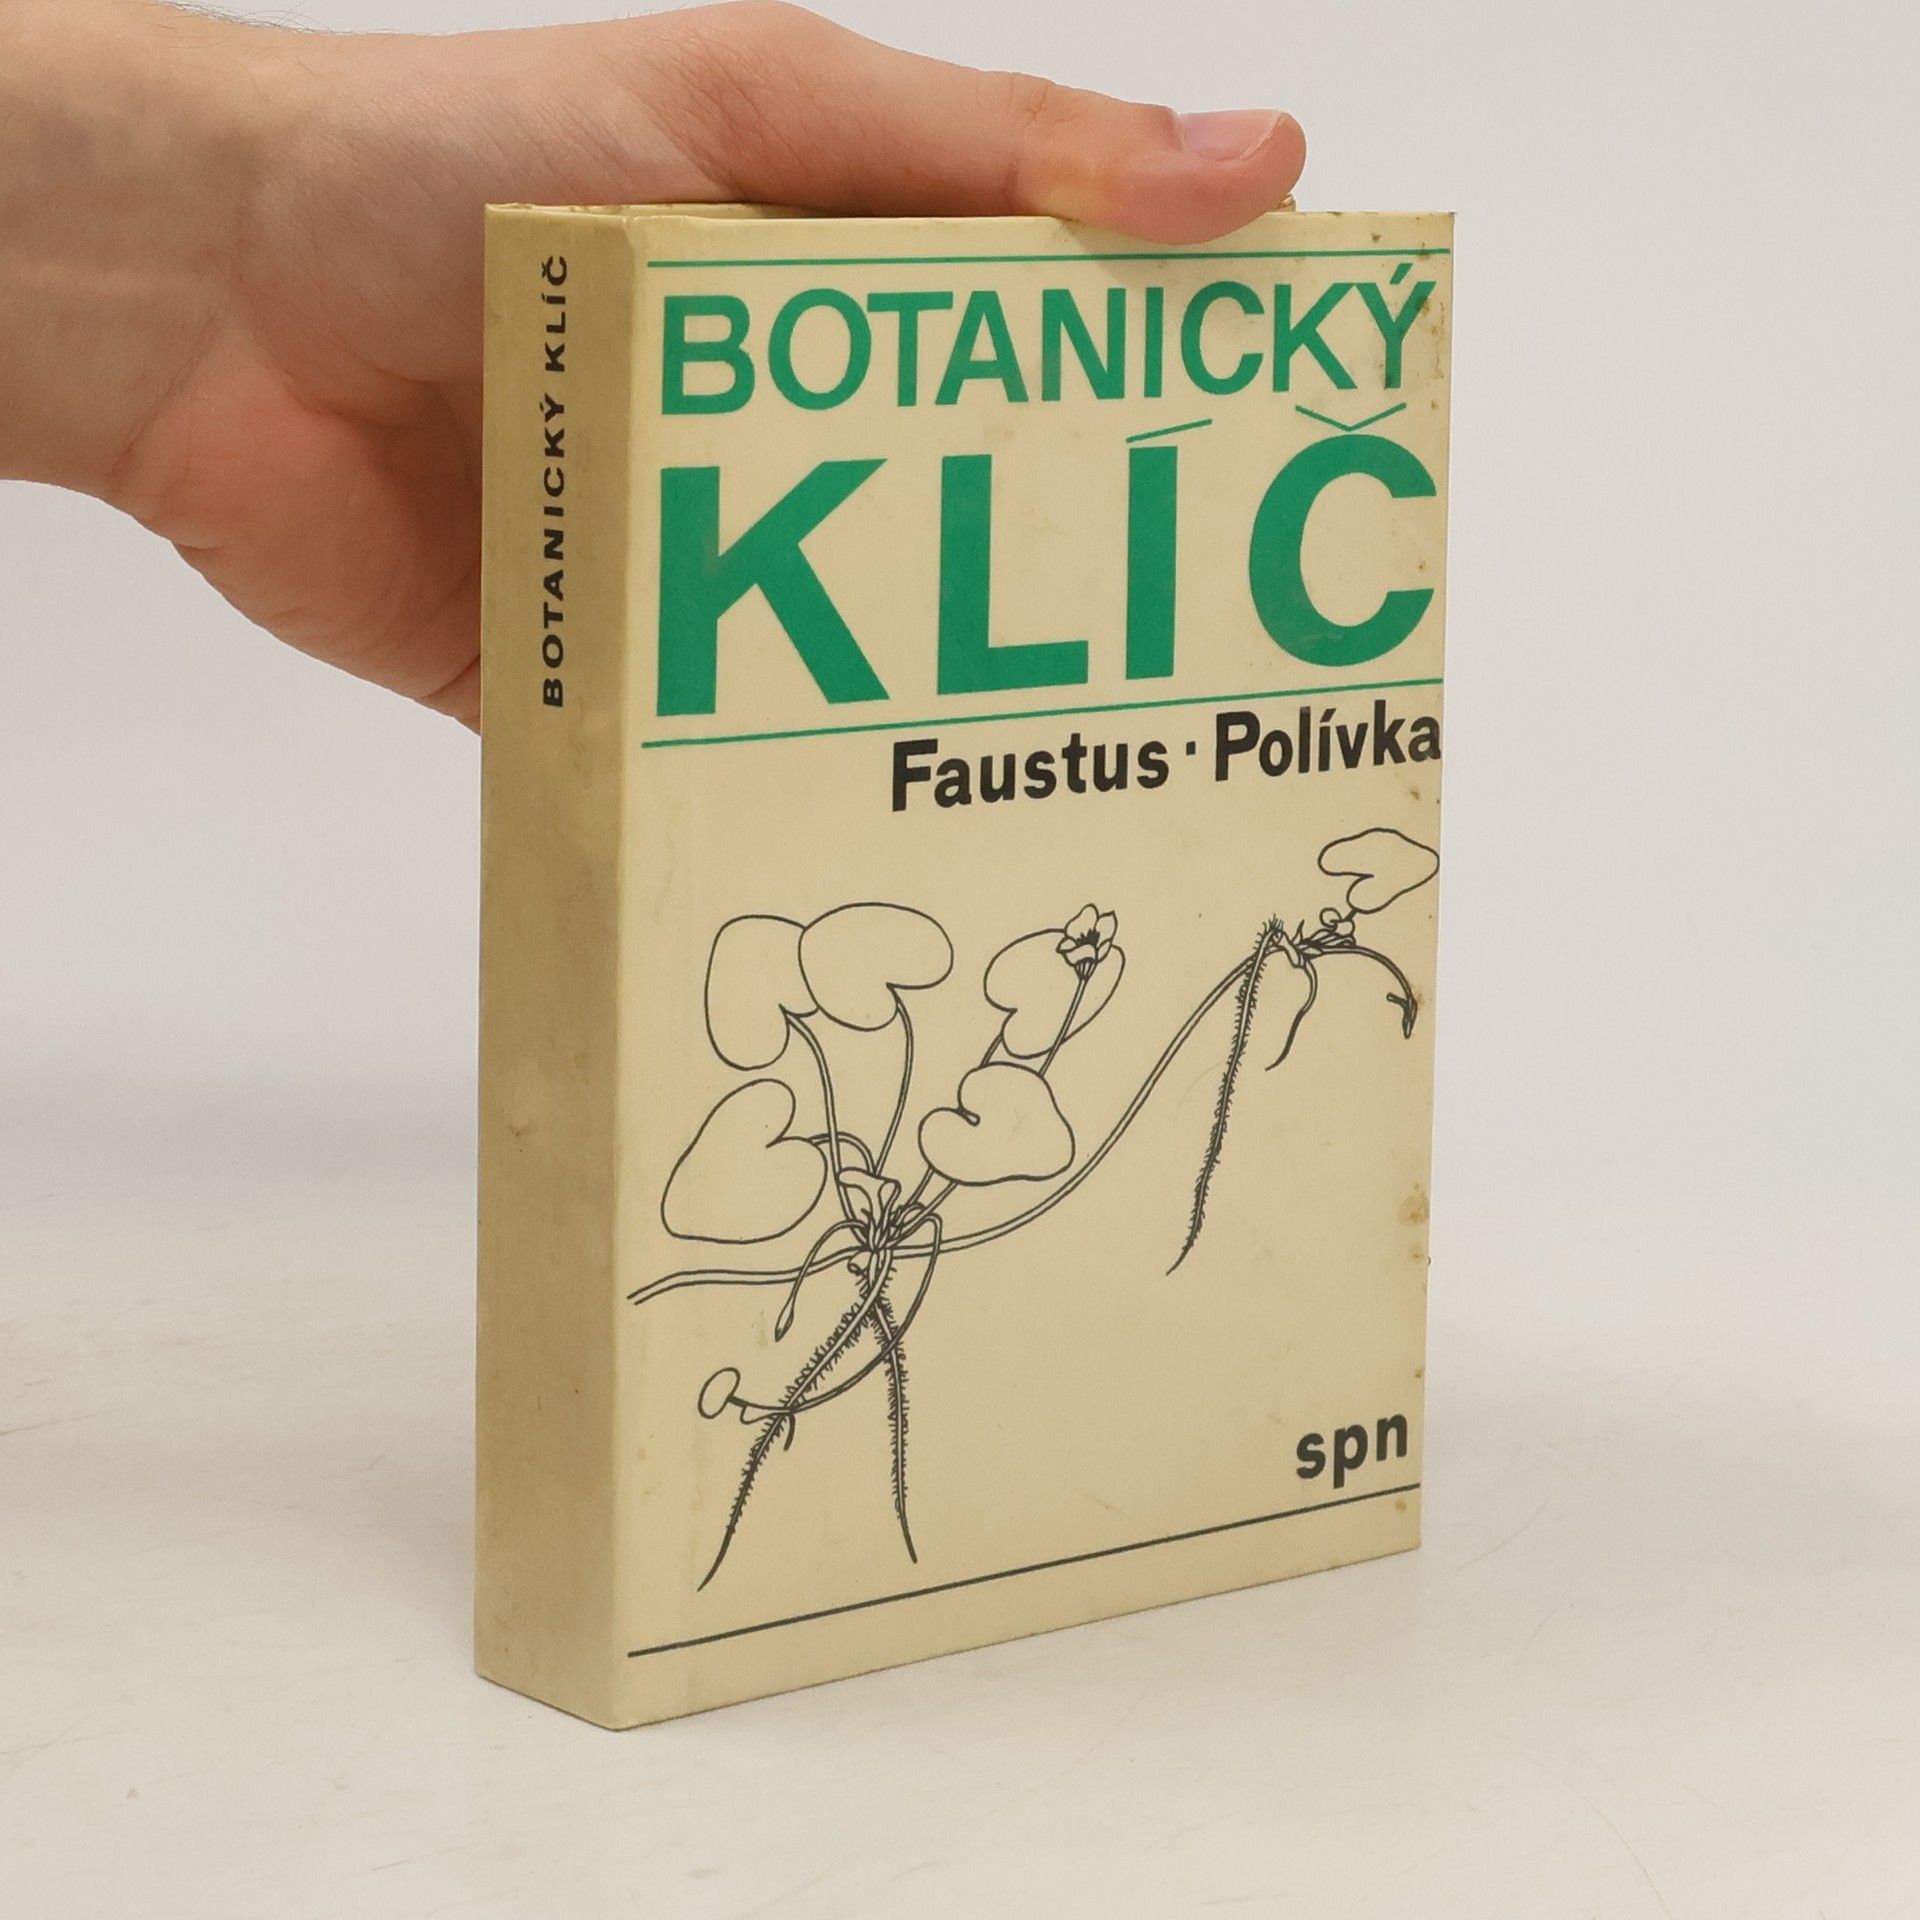 BOTANICKÝ KLÍČ
BOTANICKÝ
KLÍČ
Faustus · Polívka
spn